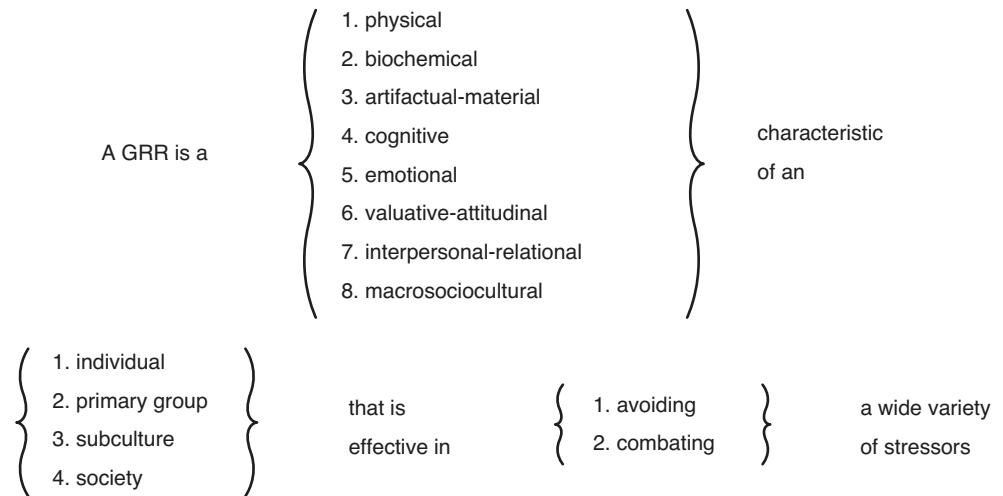 A GRR is a
1. physical
2. biochemical
3. artifactual-material
4. cognitive
5. emotional
6. valuative-attitudinal
7. interpersonal-relational
8. macrosociocultural
characteristic
of an
1. individual
2. primary group
3. subculture
4. society
that is
effective in
1. avoiding
2. combating
a wide variety
of stressors